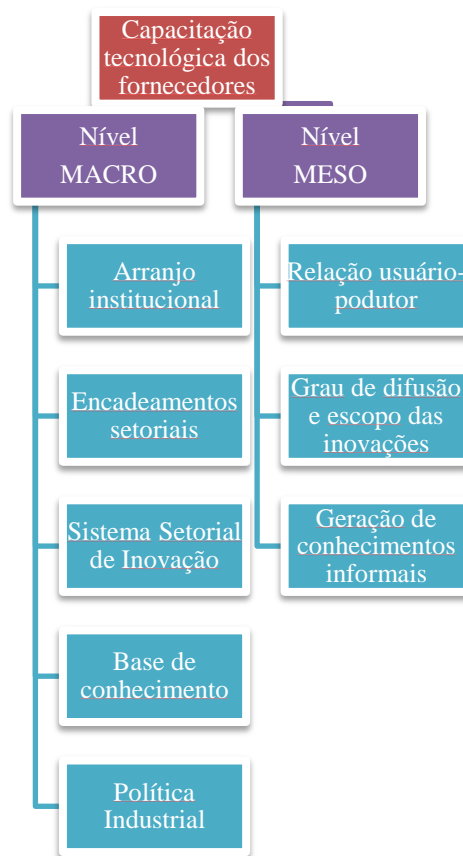 Capacitação
tecnológica dos
fornecedores
Nível
MACRO
Nível
MESO
Arranjo
institucional
Encadeamentos
setoriais
Sistema Setorial
de Inovação
Base de
conhecimento
Política
Industrial
Relação usuário-
podutor
Grau de difusão
e escopo das
inovações
Geração de
conhecimentos
informais